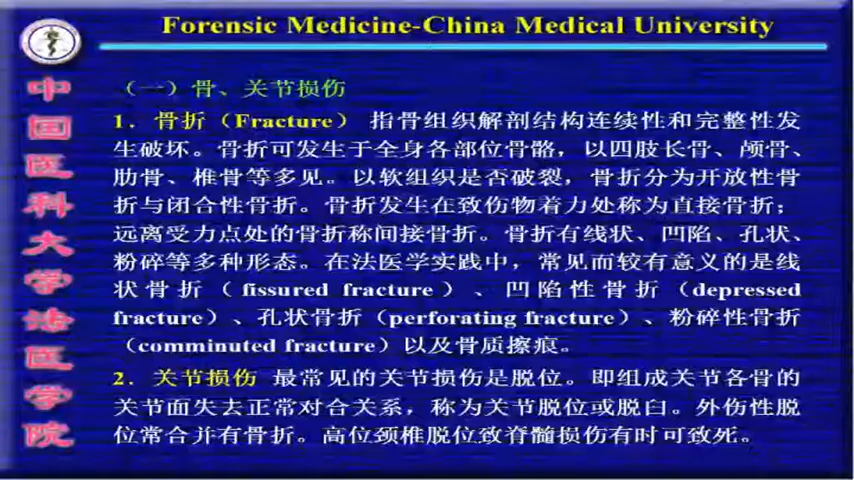 Forensic Medicine-China Medical University
中国医科大学法医学院
（一）骨、关节损伤
1．骨折（Fracture） 指骨组织解剖结构连续性和完整性发
生破坏。骨折可发生于全身各部位骨骼，以四肢长骨、颅骨、
肋骨、椎骨等多见。以软组织是否破裂，骨折分为开放性骨
折与闭合性骨折。骨折发生在致伤物着力处称为直接骨折；
远离受力点处的骨折称间接骨折。骨折有线状、凹陷、孔状、
粉碎等多种形态。在法医学实践中，常见而较有意义的是线
状骨折（fissured fracture）、凹陷性骨折（depressed
fracture）、孔状骨折（perforating fracture）、粉碎性骨折
（comminuted fracture）以及骨质擦痕。
2．关节损伤 最常见的关节损伤是脱位。即组成关节各骨的
关节面失去正常对合关系，称为关节脱位或脱臼。外伤性脱
位常合并有骨折。高位颈椎脱位致脊髓损伤有时可致死。